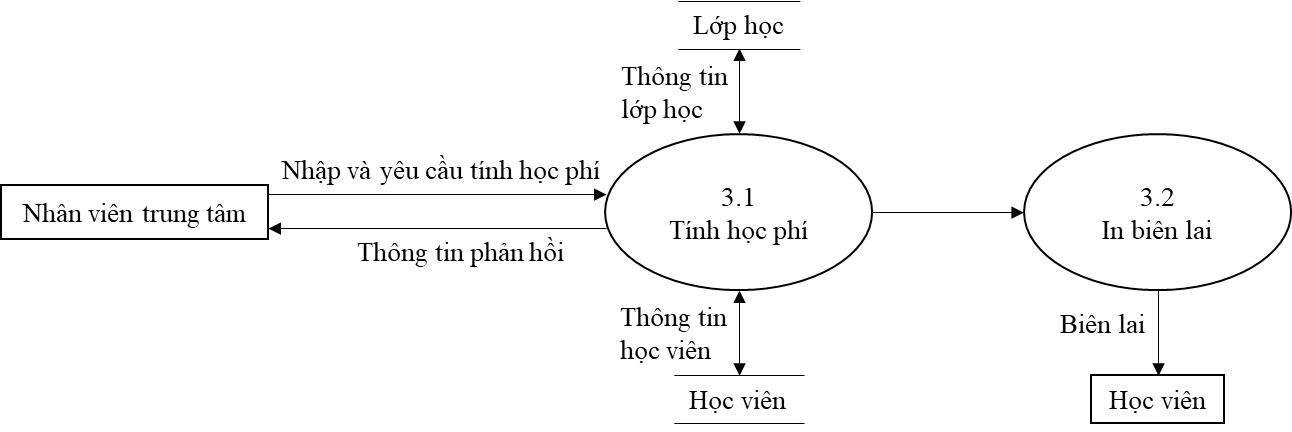 Lớp học
Thông tin
lớp học
Nhập và yêu cầu tính học phí
Nhân viên trung tâm
Thông tin phản hồi
3.1
Tính học phí
3.2
In biên lai
Thông tin
học viên
Biên lai
Học viên
Học viên